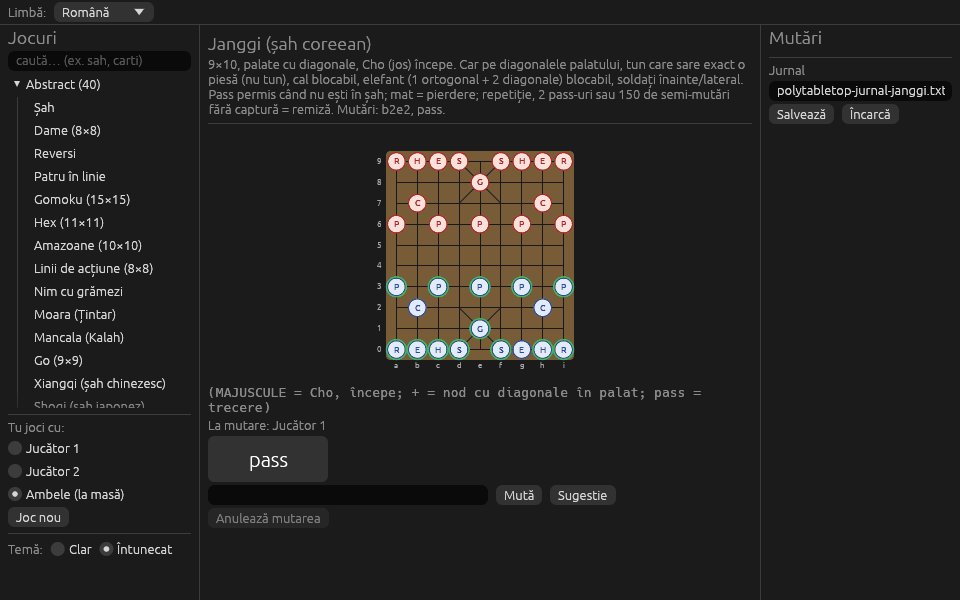 Limbă: Română
Jocuri
caută... (ex. sah, carti)
Abstract (40)
Șah
Dame (8×8)
Reversi
Patru în linie
Gomoku (15×15)
Hex (11×11)
Amazoane (10×10)
Linii de acțiune (8×8)
Nim cu grămezi
Moara (Țintar)
Mancala (Kalah)
Go (9×9)
Xiangqi (șah chinezesc)
Shogi (șah japonez)
Tu joci cu:
Jucător 1
Jucător 2
Ambele (la masă)
Joc nou
Temă: Clar Întunecat
Janggi (șah coreean)
9×10, palate cu diagonale, Cho (jos) începe. Car pe diagonalele palatului, tun care sare exact o
piesă (nu tun), cal blocabil, elefant (1 ortogonal + 2 diagonale) blocabil, soldați înainte/lateral.
Pass permis când nu ești în șah; mat = pierdere; repetiție, 2 pass-uri sau 150 de semi-mutări
fără captură = remiză. Mutări: b2e2, pass.
9 R H E S S H E R
8 G
7 C C
6 P P P P P
5
4
3 P P P P P
2 C C
1 G
0 R E H S S E H R
a b c d e f g h i
(MAJUSCULE = Cho, începe; + = nod cu diagonale în palat; pass =
trecere)
La mutare: Jucător 1
pass
Mută Sugestie
Anulează mutarea
Mutări
Jurnal
polytabletop-jurnal-janggi.txt
Salvează Încarcă